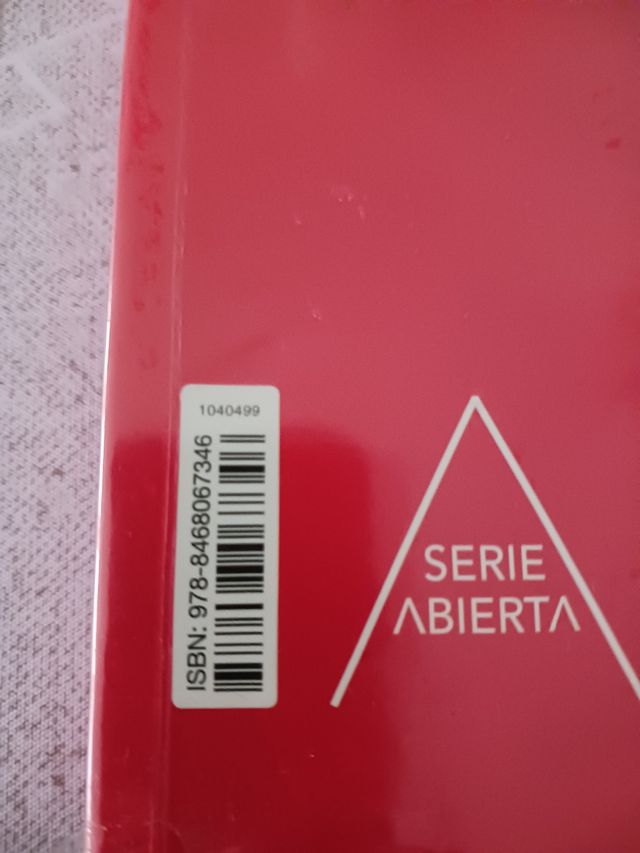 1040499
ISBN: 978-8468067346
SERIE
ABIERTA